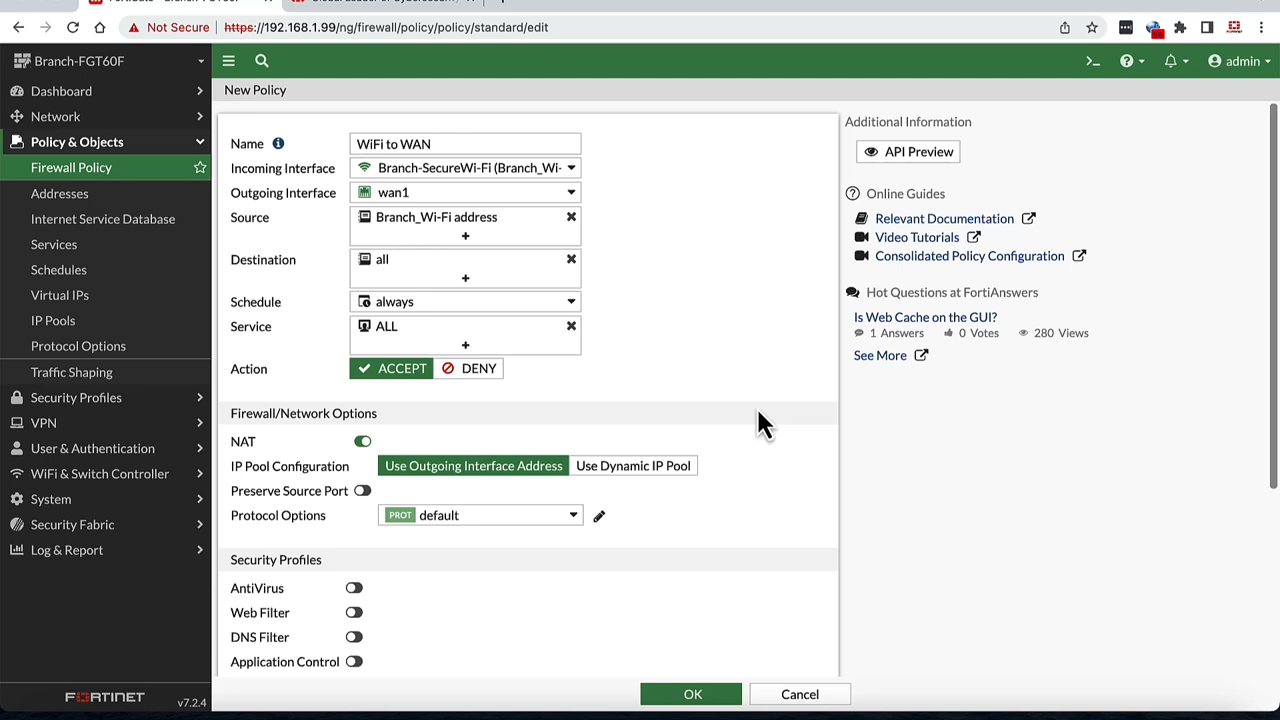 Not Secure https://192.168.1.99/ng/firewall/policy/policy/standard/edit
Branch-FGT60F
admin
Dashboard
Network
Policy & Objects
Firewall Policy
Addresses
Internet Service Database
Services
Schedules
Virtual IPs
IP Pools
Protocol Options
Traffic Shaping
Security Profiles
VPN
User & Authentication
WiFi & Switch Controller
System
Security Fabric
Log & Report
FORTINET
v7.2.4
New Policy
Name WiFi to WAN
Incoming Interface Branch-SecureWi-Fi (Branch_Wi-
Outgoing Interface wan1
Source Branch_Wi-Fi address
+
Destination all
+
Schedule always
Service ALL
+
Action ACCEPT DENY
Firewall/Network Options
NAT
IP Pool Configuration Use Outgoing Interface Address Use Dynamic IP Pool
Preserve Source Port
Protocol Options PROT default
Security Profiles
AntiVirus
Web Filter
DNS Filter
Application Control
OK Cancel
Additional Information
API Preview
Online Guides
Relevant Documentation
Video Tutorials
Consolidated Policy Configuration
Hot Questions at FortiAnswers
Is Web Cache on the GUI?
1 Answers 0 Votes 280 Views
See More